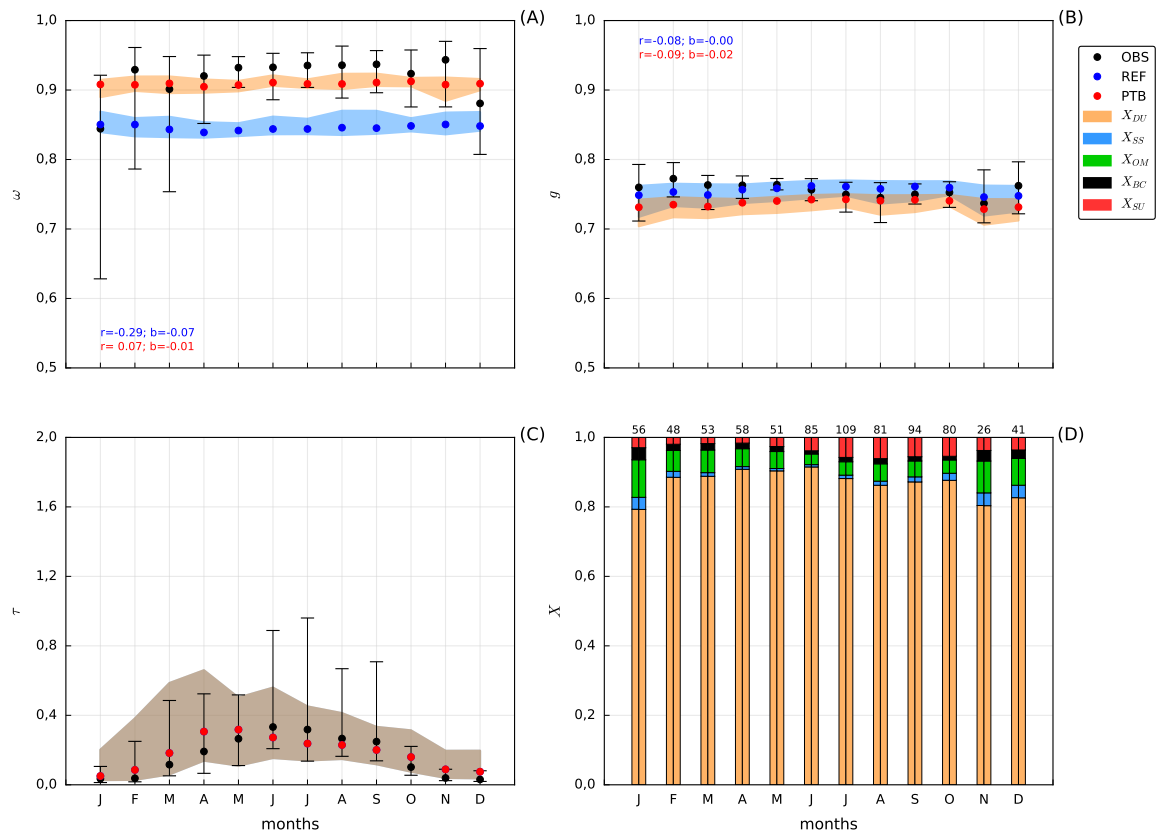 (A)
1,0
0,9
0,8
0,7
0,6
0,5
ω
r=-0.29; b=-0.07
r= 0.07; b=-0.01
(B)
1,0
0,9
0,8
0,7
0,6
0,5
g
r=-0.08; b=-0.00
r=-0.09; b=-0.02
OBS
REF
PTB
X_DU
X_SS
X_OM
X_BC
X_SU
(C)
2,0
1,6
1,2
0,8
0,4
0,0
τ
J F M A M J J A S O N D
months
(D)
56 48 53 58 51 85 109 81 94 80 26 41
1,0
0,8
0,6
0,4
0,2
0,0
X
J F M A M J J A S O N D
months